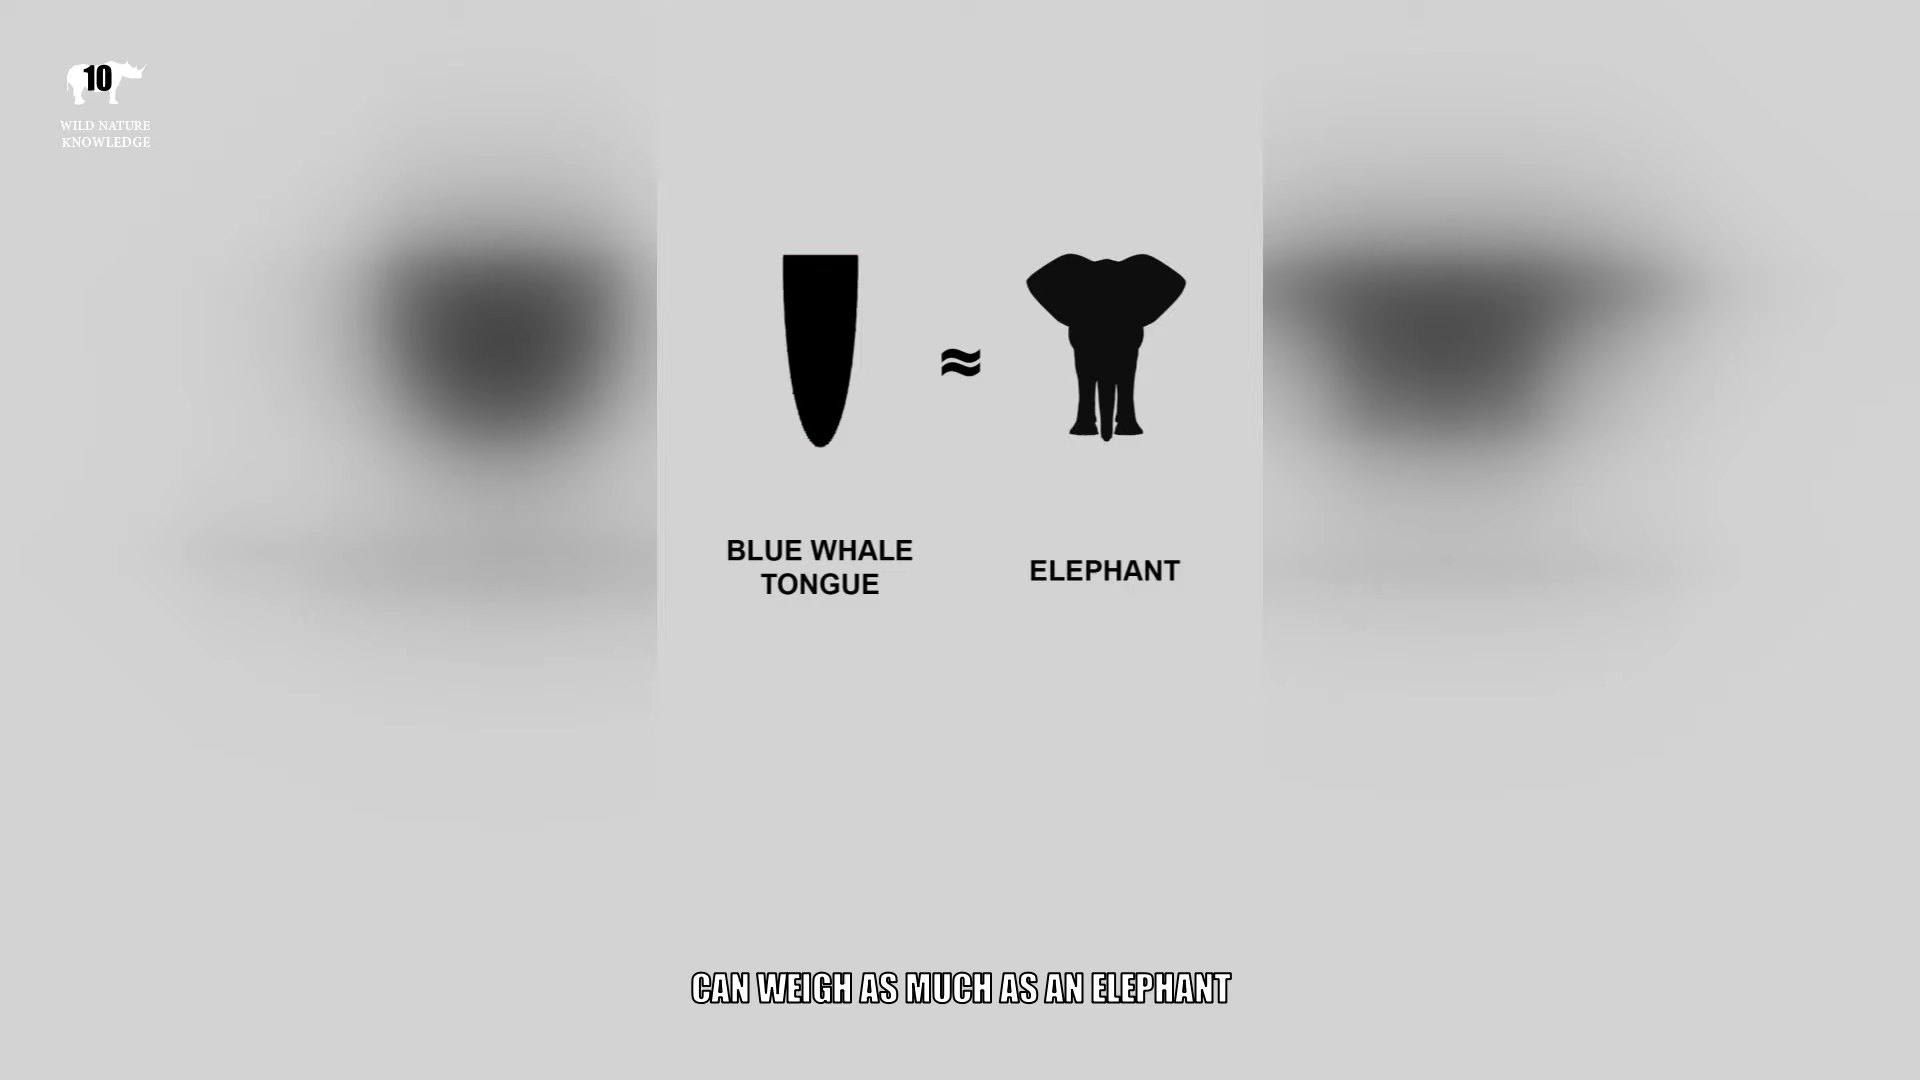 10
WILD NATURE
KNOWLEDGE
≈
BLUE WHALE
TONGUE
ELEPHANT
CAN WEIGH AS MUCH AS AN ELEPHANT